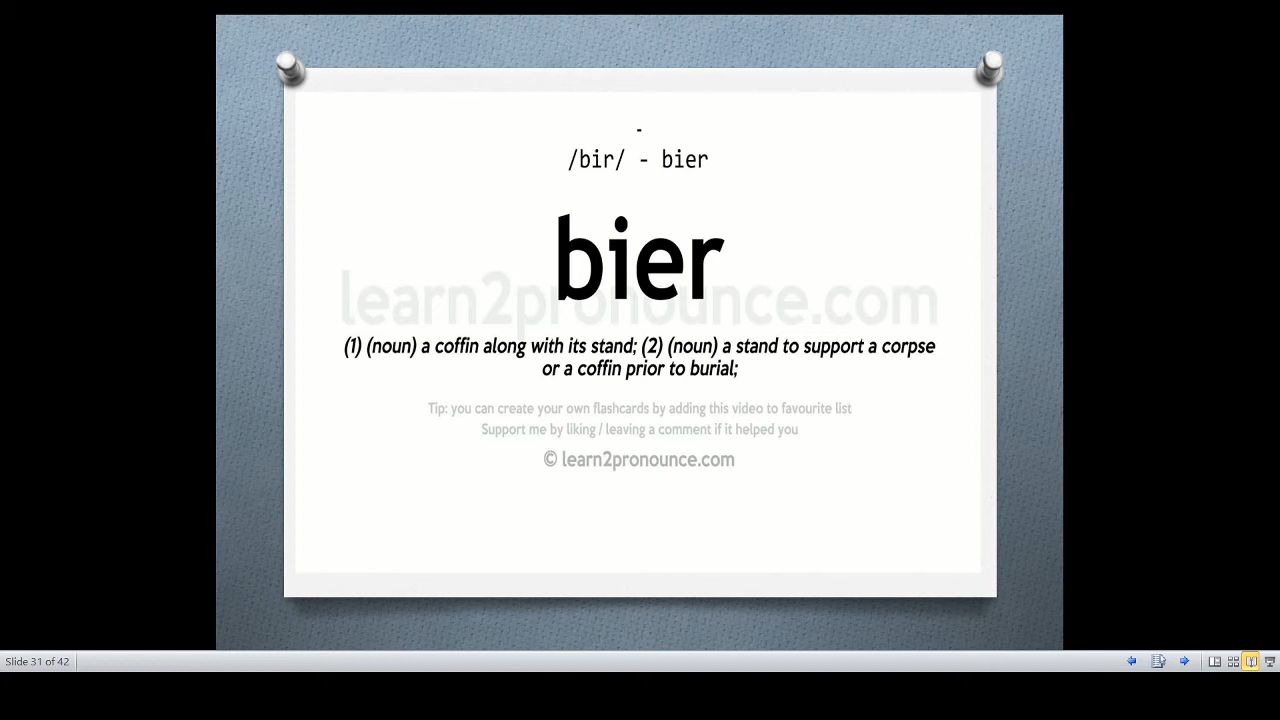 -
/bir/ - bier
bier
learn2pronounce.com
(1) (noun) a coffin along with its stand; (2) (noun) a stand to support a corpse
or a coffin prior to burial;
Tip: you can create your own flashcards by adding this video to favourite list
Support me by liking / leaving a comment if it helped you
© learn2pronounce.com
Slide 31 of 42